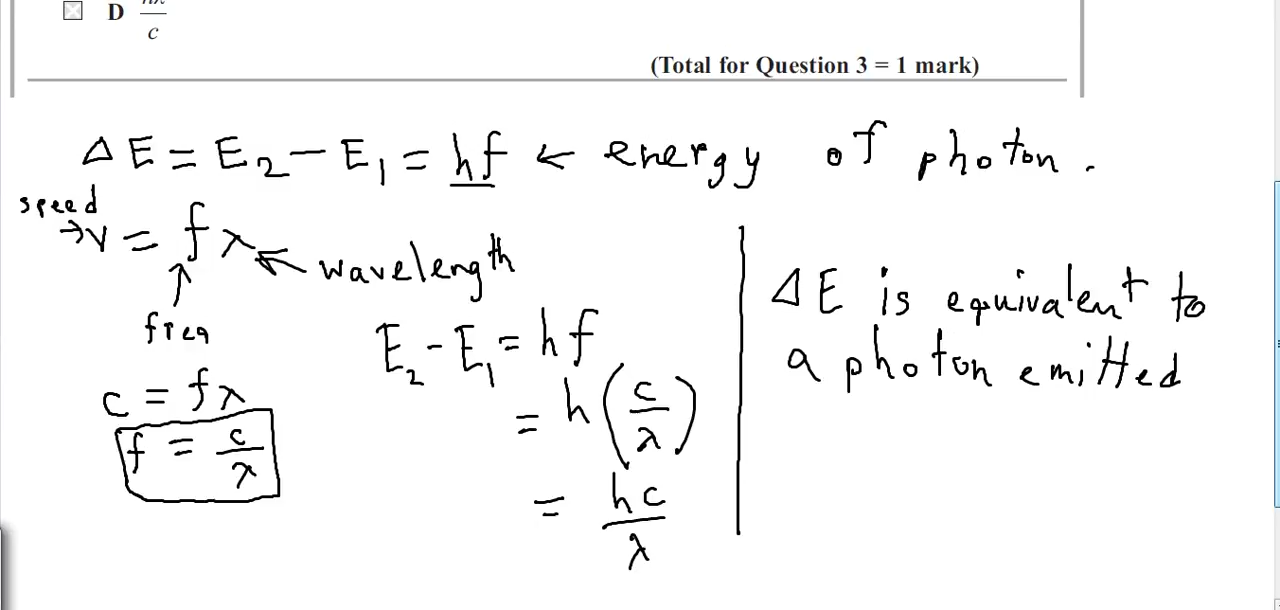 D hλ/c
(Total for Question 3 = 1 mark)
ΔE = E₂ − E₁ = hf ← energy of photon.
speed
→ v = fλ ← wavelength
↑
freq
c = fλ
f = c/λ
E₂ − E₁ = hf
= h(c/λ)
= hc/λ
ΔE is equivalent to
a photon emitted